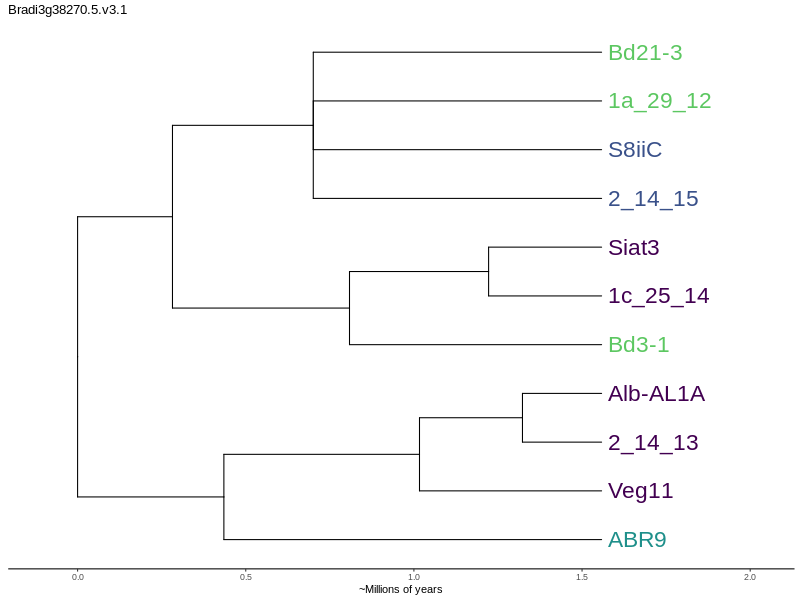 Bradi3g38270.5.v3.1
Bd21-3
1a_29_12
S8iiC
2_14_15
Siat3
1c_25_14
Bd3-1
Alb-AL1A
2_14_13
Veg11
ABR9
0.0 0.5 1.0 1.5 2.0
~Millions of years